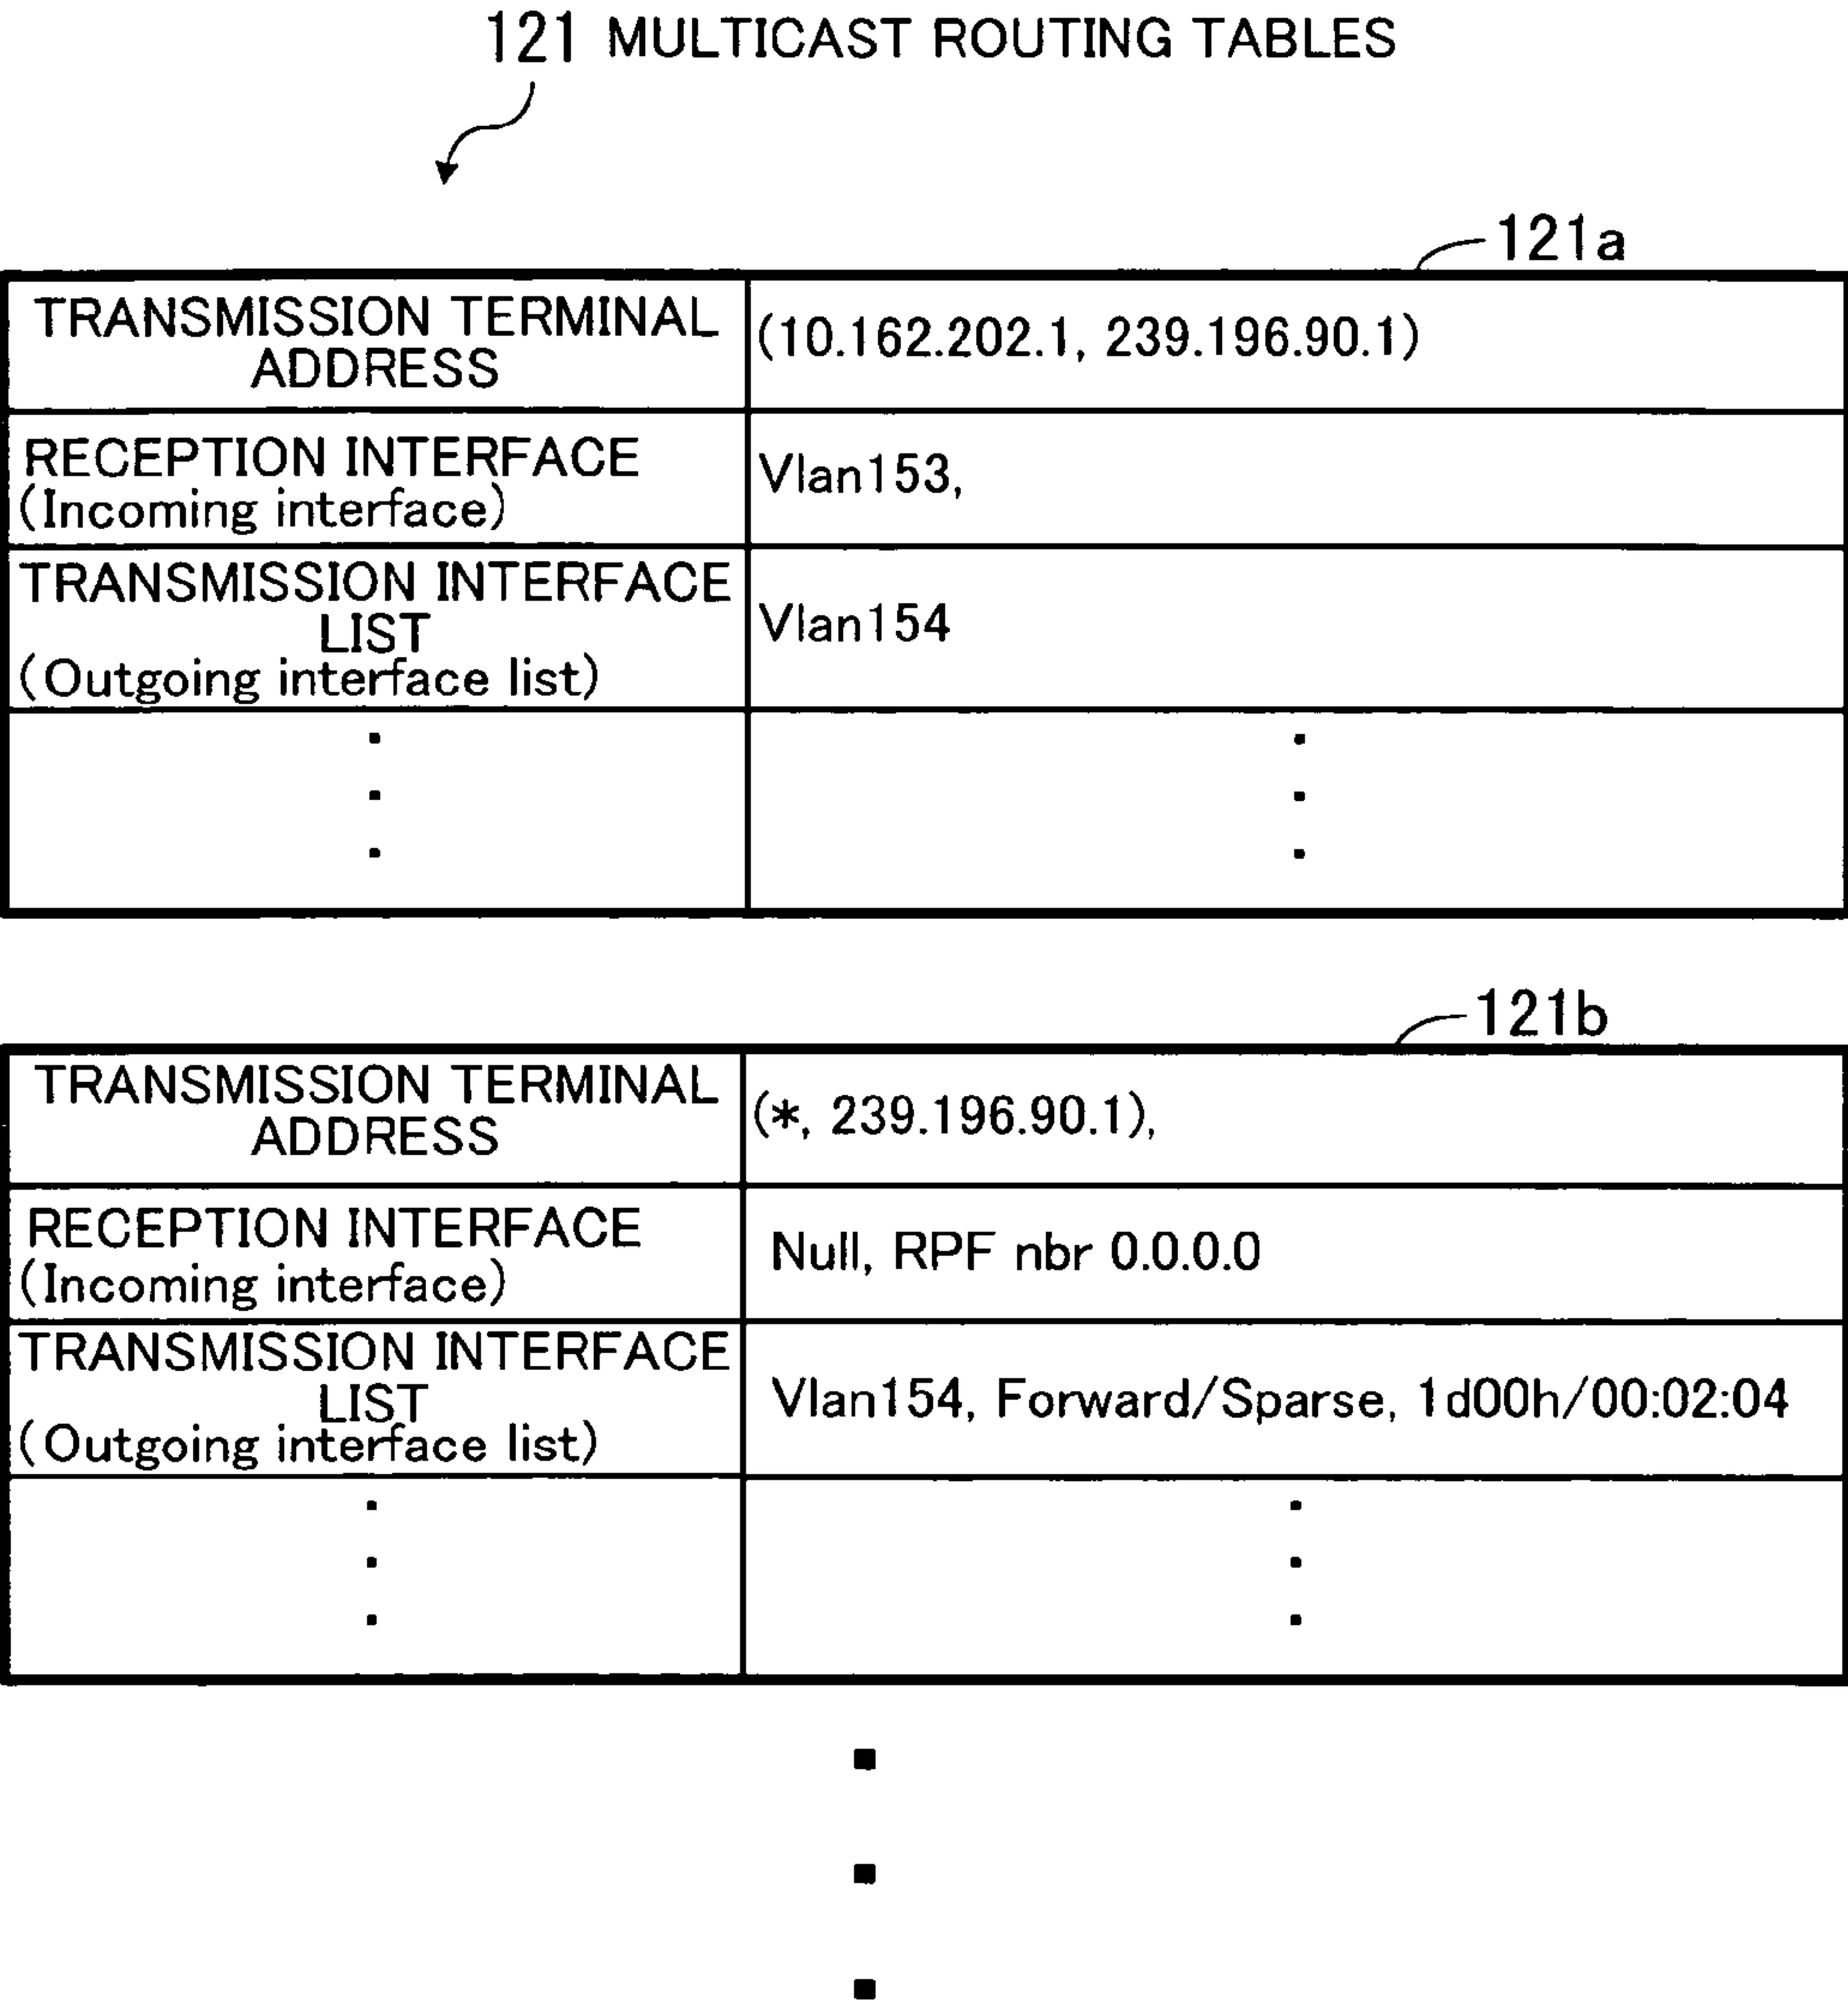 121 MULTICAST ROUTING TABLES
121a
TRANSMISSION TERMINAL
ADDRESS
(10.162.202.1, 239.196.90.1)
RECEPTION INTERFACE
(Incoming interface)
Vlan153,
TRANSMISSION INTERFACE
LIST
(Outgoing interface list)
Vlan154
121b
TRANSMISSION TERMINAL
ADDRESS
(*, 239.196.90.1),
RECEPTION INTERFACE
(Incoming interface)
Null, RPF nbr 0.0.0.0
TRANSMISSION INTERFACE
LIST
(Outgoing interface list)
Vlan154, Forward/Sparse, 1d00h/00:02:04